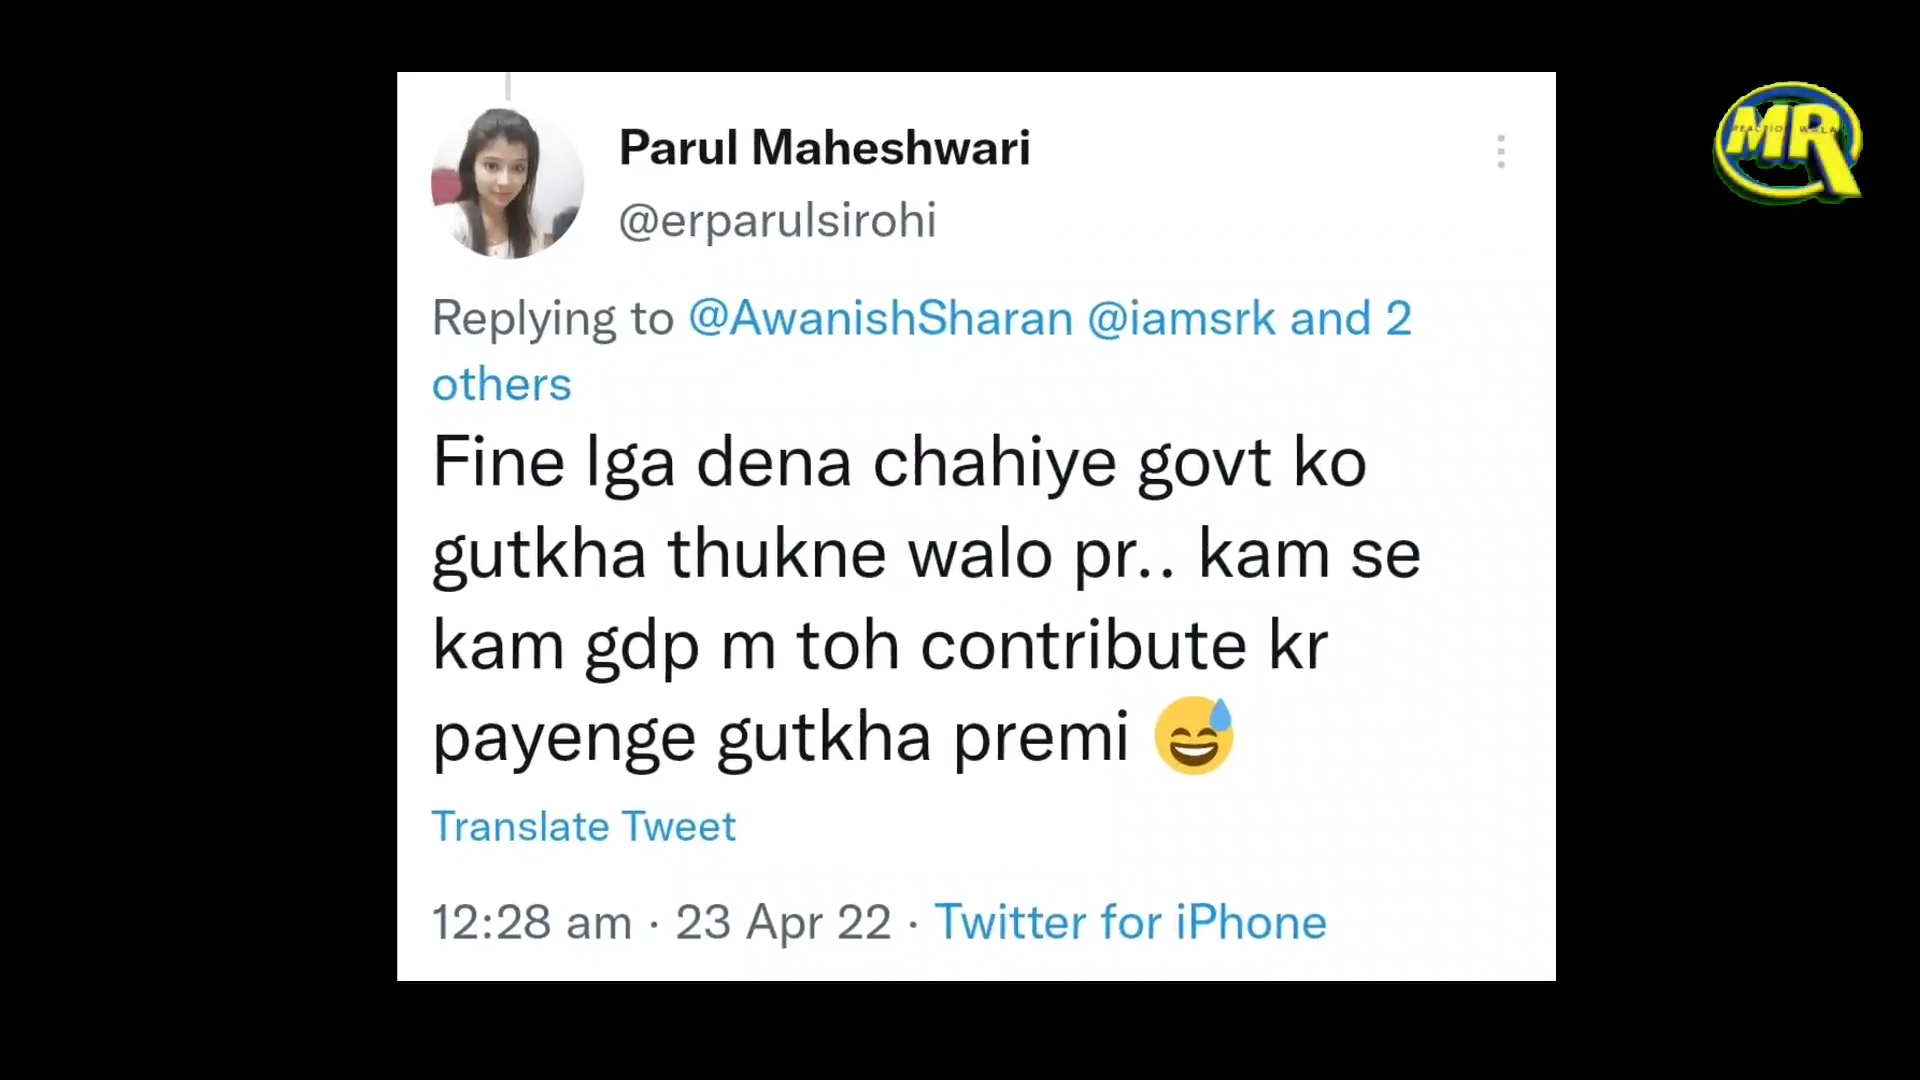 Parul Maheshwari
@erparulsirohi
Replying to @AwanishSharan @iamsrk and 2
others
Fine lga dena chahiye govt ko
gutkha thukne walo pr.. kam se
kam gdp m toh contribute kr
payenge gutkha premi 😅
Translate Tweet
12:28 am · 23 Apr 22 · Twitter for iPhone
MR
REACTION WALA